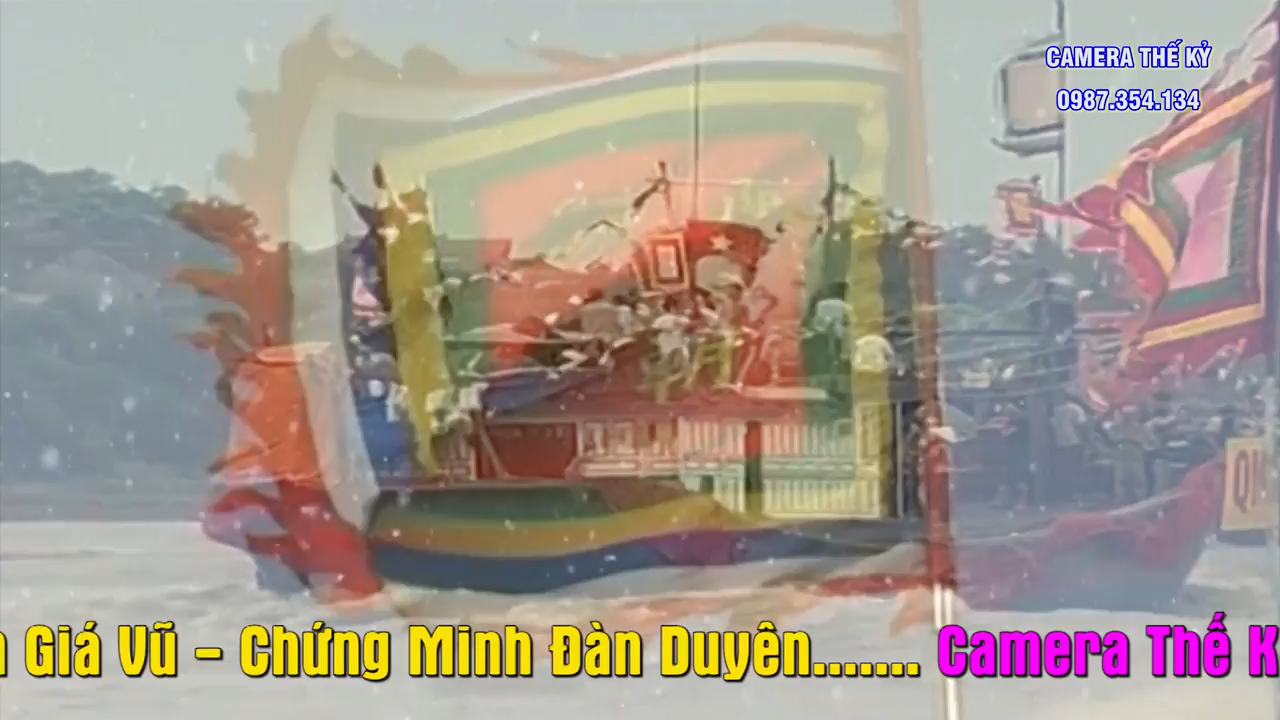 CAMERA THẾ KỶ
0987.354.134
Giá Vũ - Chứng Minh Đàn Duyên....... Camera Thế K